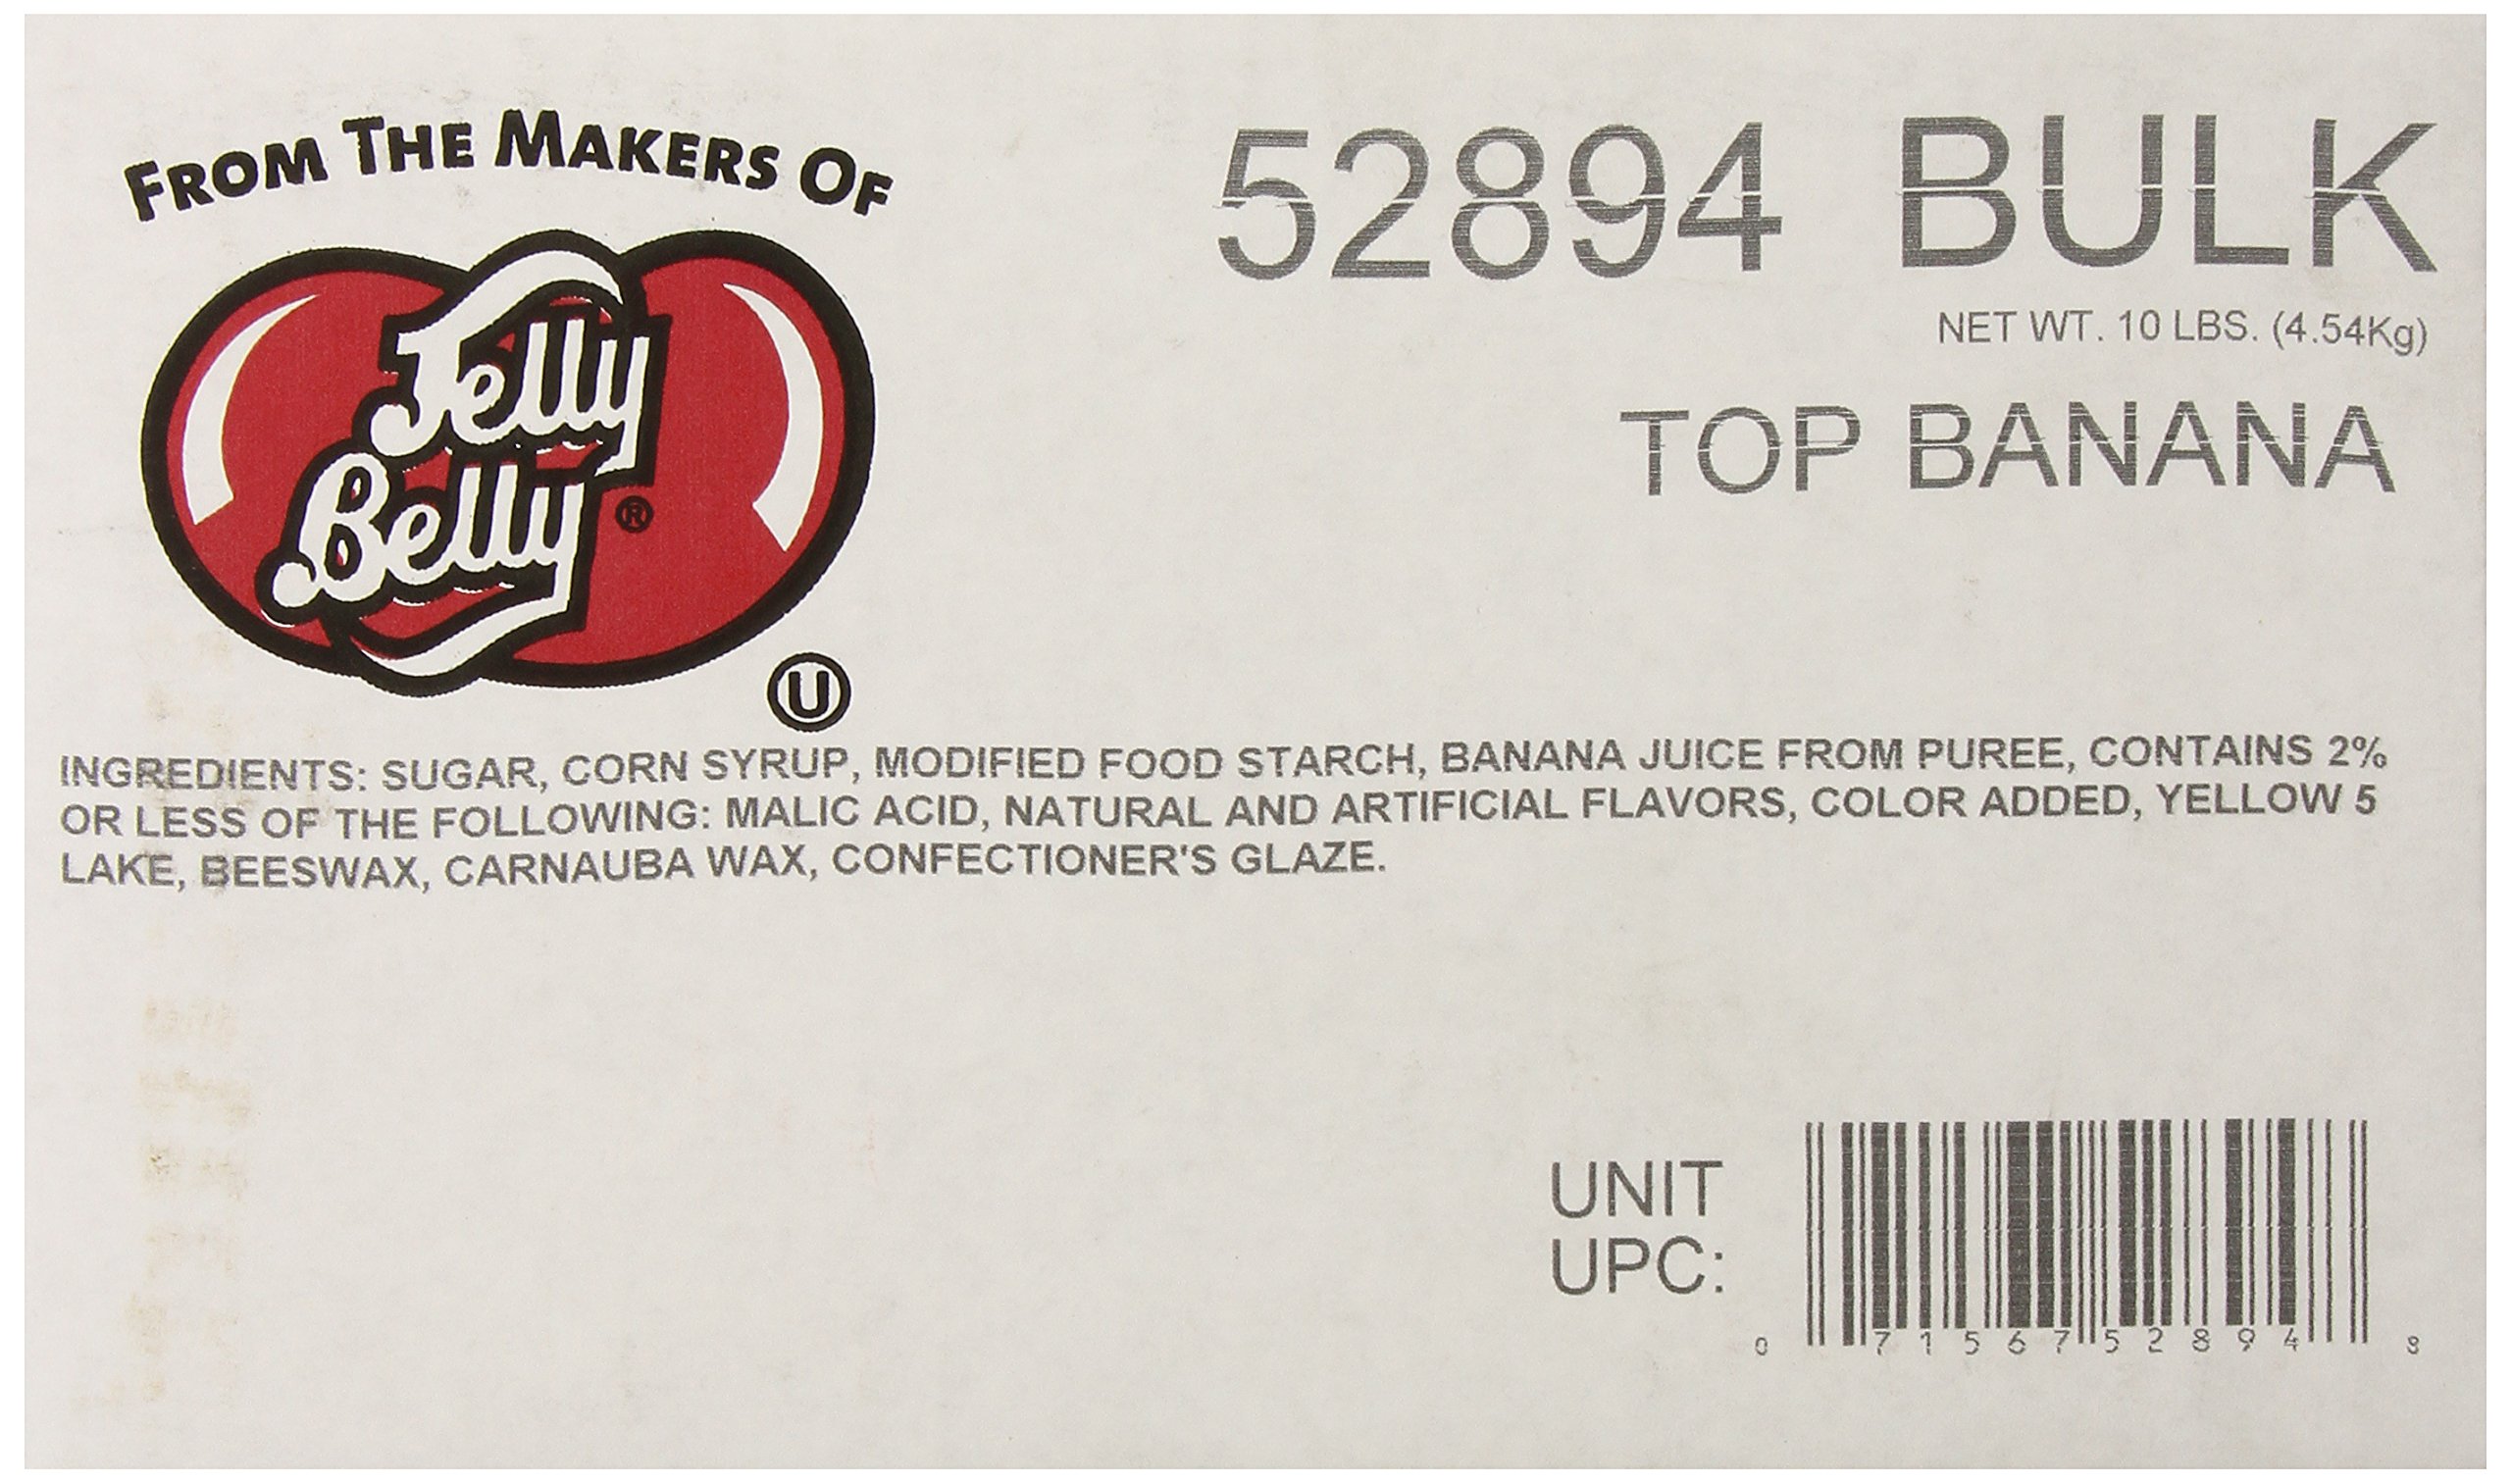 FROM THE MAKERS OF
Jelly
Belly®
U
52894 BULK
NET WT. 10 LBS. (4.54Kg)
TOP BANANA
INGREDIENTS: SUGAR, CORN SYRUP, MODIFIED FOOD STARCH, BANANA JUICE FROM PUREE, CONTAINS 2%
OR LESS OF THE FOLLOWING: MALIC ACID, NATURAL AND ARTIFICIAL FLAVORS, COLOR ADDED, YELLOW 5
LAKE, BEESWAX, CARNAUBA WAX, CONFECTIONER'S GLAZE.
UNIT
UPC:
0 71567 52894 8